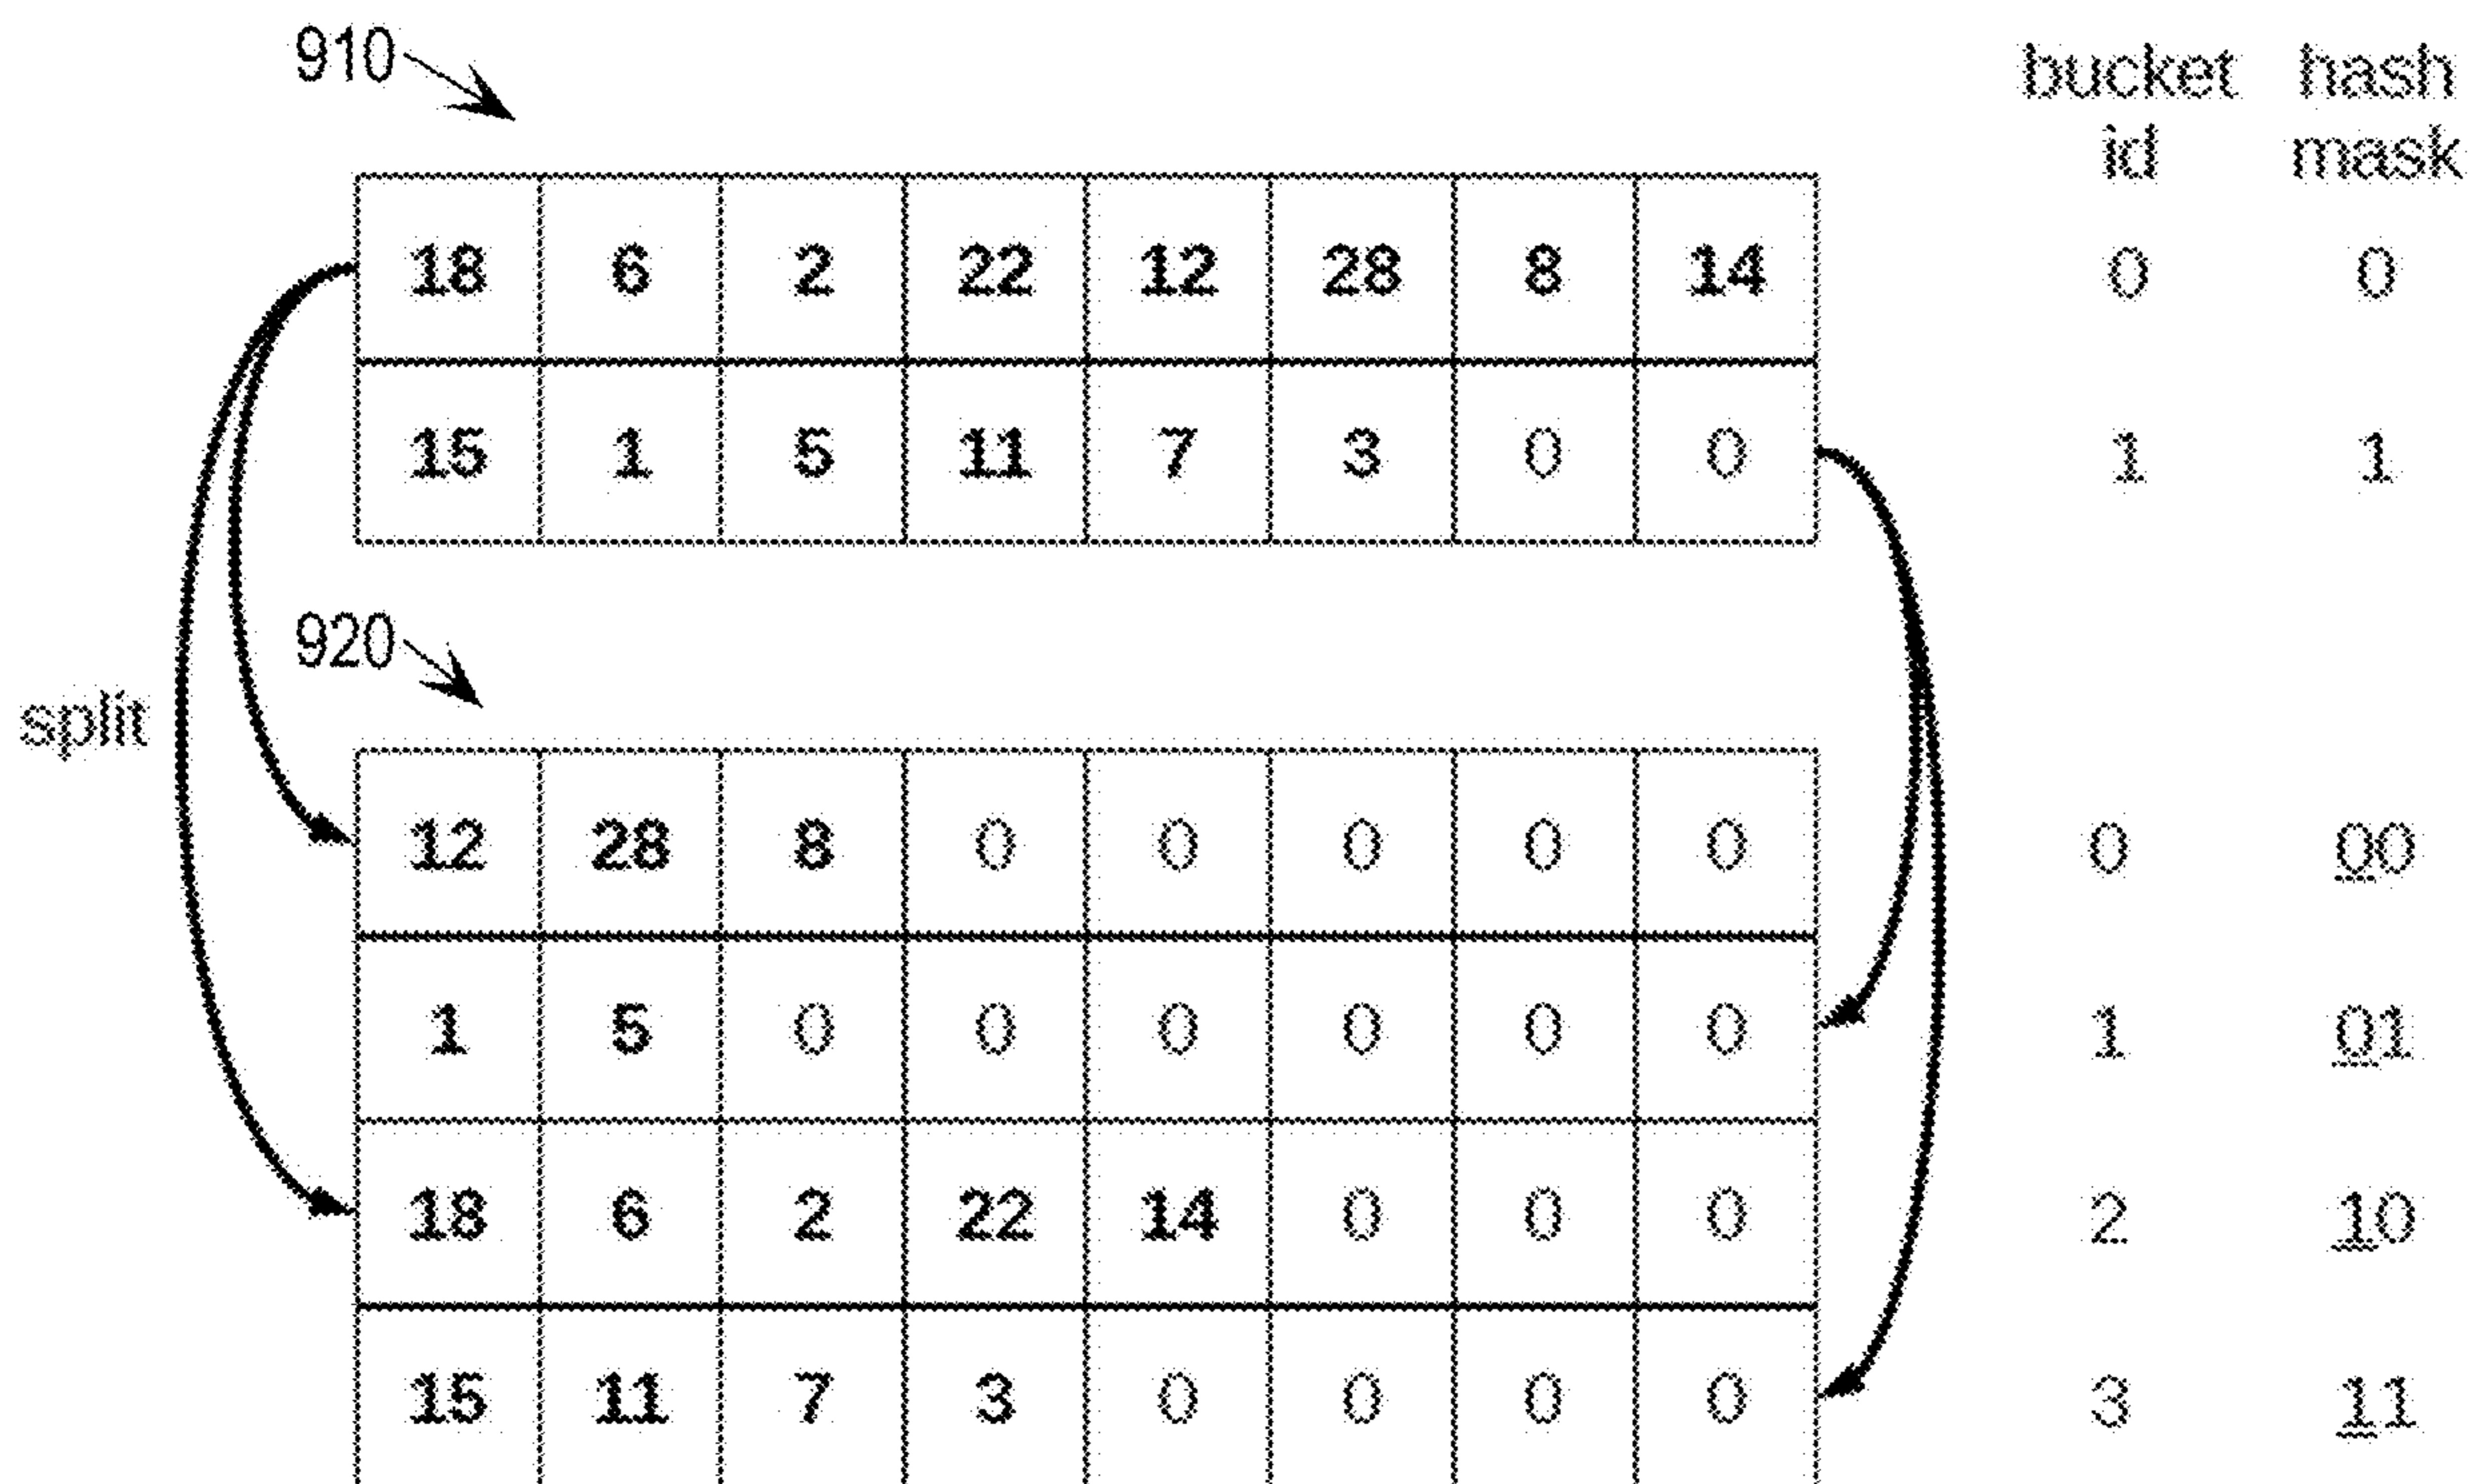 910
bucket hash
id mask
18 6 2 22 12 28 8 14 0 0
15 1 5 11 7 3 0 0 1 1
920
split
12 28 8 0 0 0 0 0 0 00
1 5 0 0 0 0 0 0 1 01
18 6 2 22 14 0 0 0 2 10
15 11 7 3 0 0 0 0 3 11